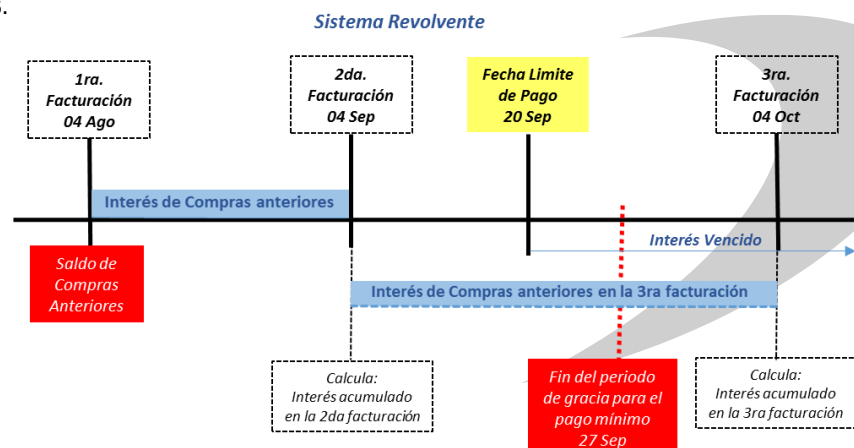 s.
Sistema Revolvente
1ra.
Facturación
04 Ago
2da.
Facturación
04 Sep
Fecha Limite
de Pago
20 Sep
3ra.
Facturación
04 Oct
Interés de Compras anteriores
Interés Vencido
Saldo de
Compras
Anteriores
Interés de Compras anteriores en la 3ra facturación
Calcula:
Interés acumulado
en la 2da facturación
Fin del periodo
de gracia para el
pago mínimo
27 Sep
Calcula:
Interés acumulado
en la 3ra facturación